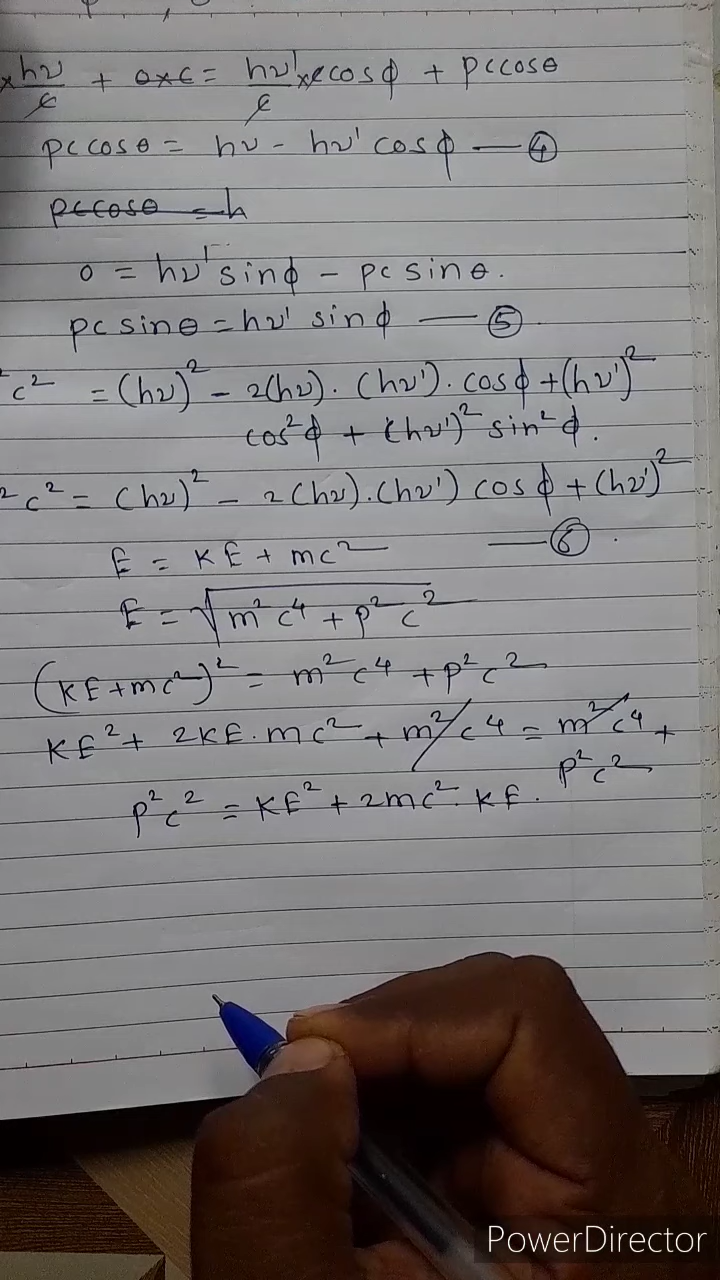 ×hν/c + 0×c = hν'/c ×c cosϕ + pc cosθ
pc cosθ = hν - hν' cosϕ — ④
pc cosθ = h
0 = hν' sinϕ - pc sinθ.
pc sinθ = hν' sinϕ — ⑤
²c² = (hν)² - 2(hν). (hν'). cosϕ + (hν')²
cos²ϕ + (hν')² sin²ϕ.
²c² = (hν)² - 2(hν).(hν') cosϕ + (hν')²
— ⑥ .
E = KE + mc²
E = √(m²c⁴ + p²c²)
(KE + mc²)² = m²c⁴ + p²c²
KE² + 2KE. mc² + m²c⁴ = m²c⁴ +
p²c²
p²c² = KE² + 2mc². KE.
PowerDirector